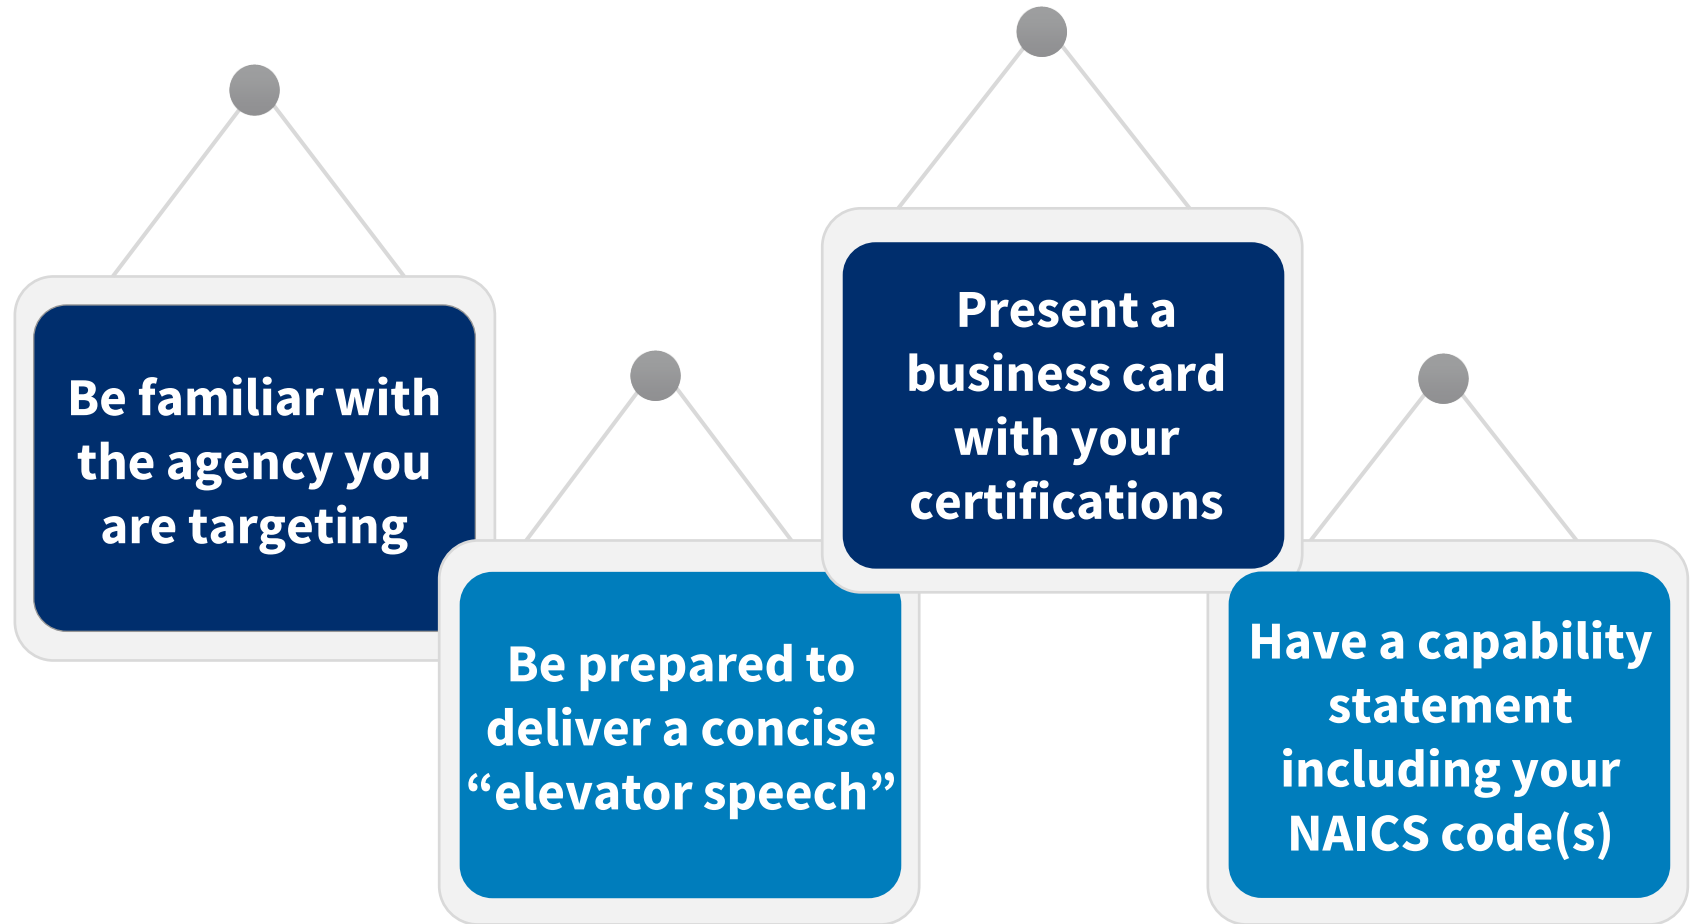 Be familiar with
the agency you
are targeting
Be prepared to
deliver a concise
“elevator speech”
Present a
business card
with your
certifications
Have a capability
statement
including your
NAICS code(s)